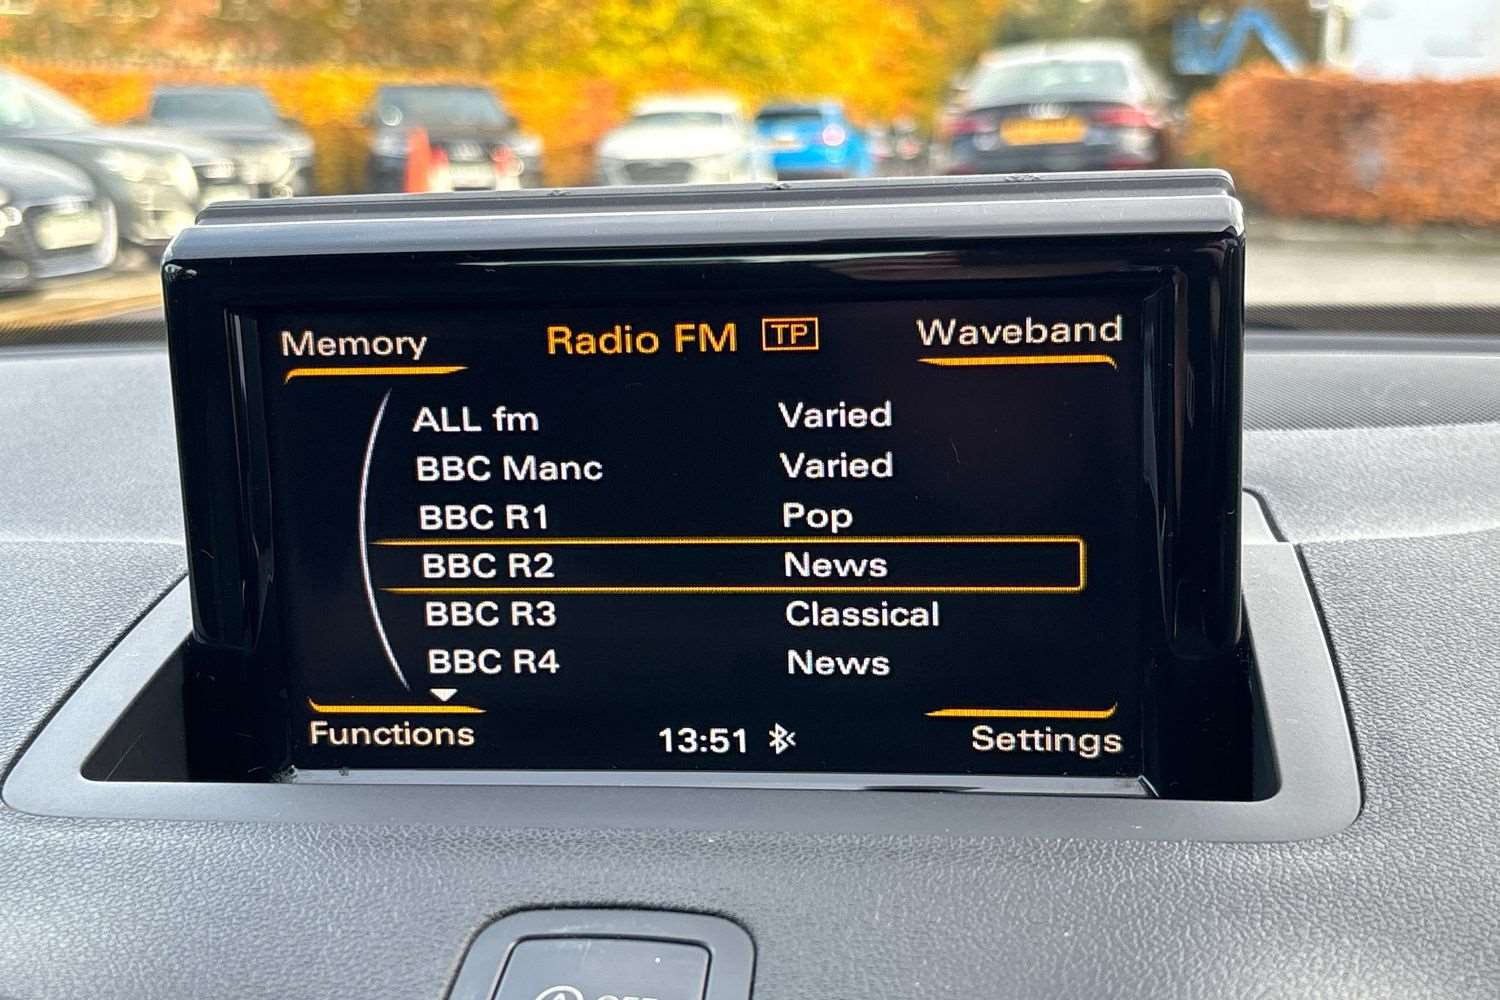 Memory Radio FM TP Waveband
ALL fm Varied
BBC Manc Varied
BBC R1 Pop
BBC R2 News
BBC R3 Classical
BBC R4 News
Functions 13:51 Settings